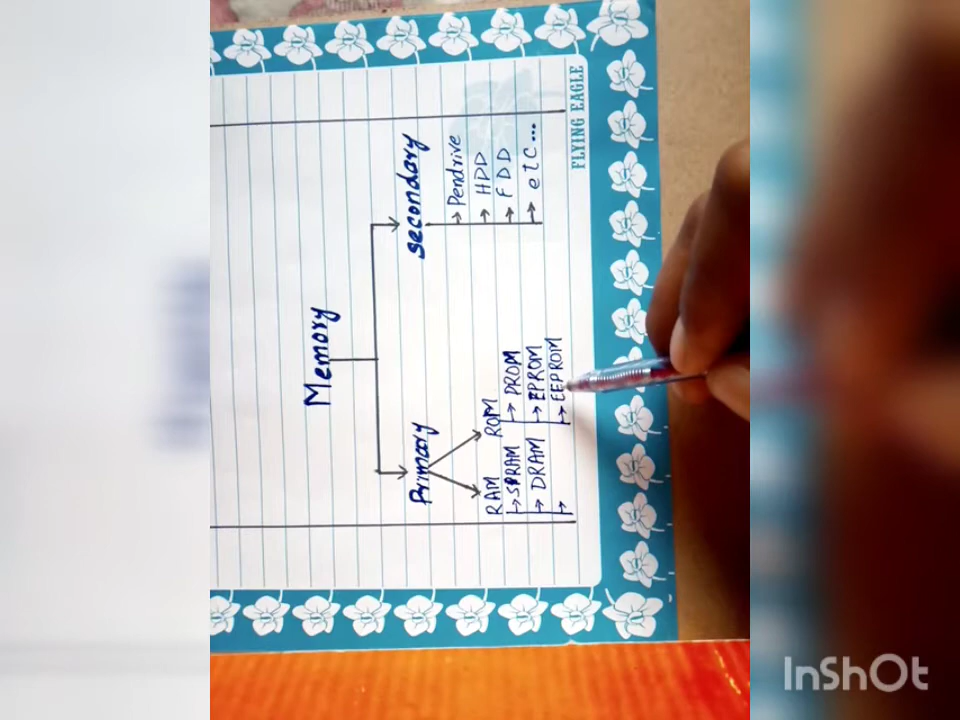 Memory
Primary
RAM
→ SRAM
→ DRAM
→
ROM
→ PROM
→ EPROM
→ EEPROM
secondary
→ Pendrive
→ HDD
→ FDD
→ etc...
FLYING EAGLE
InShOt